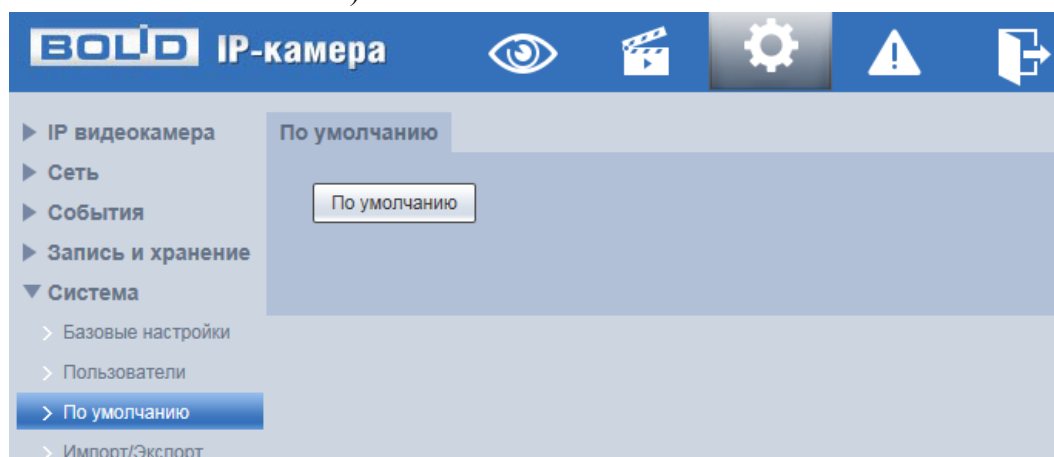 BOLID IP-камера
IP видеокамера
Сеть
События
Запись и хранение
Система
Базовые настройки
Пользователи
По умолчанию
Импорт/Экспорт
По умолчанию
По умолчанию